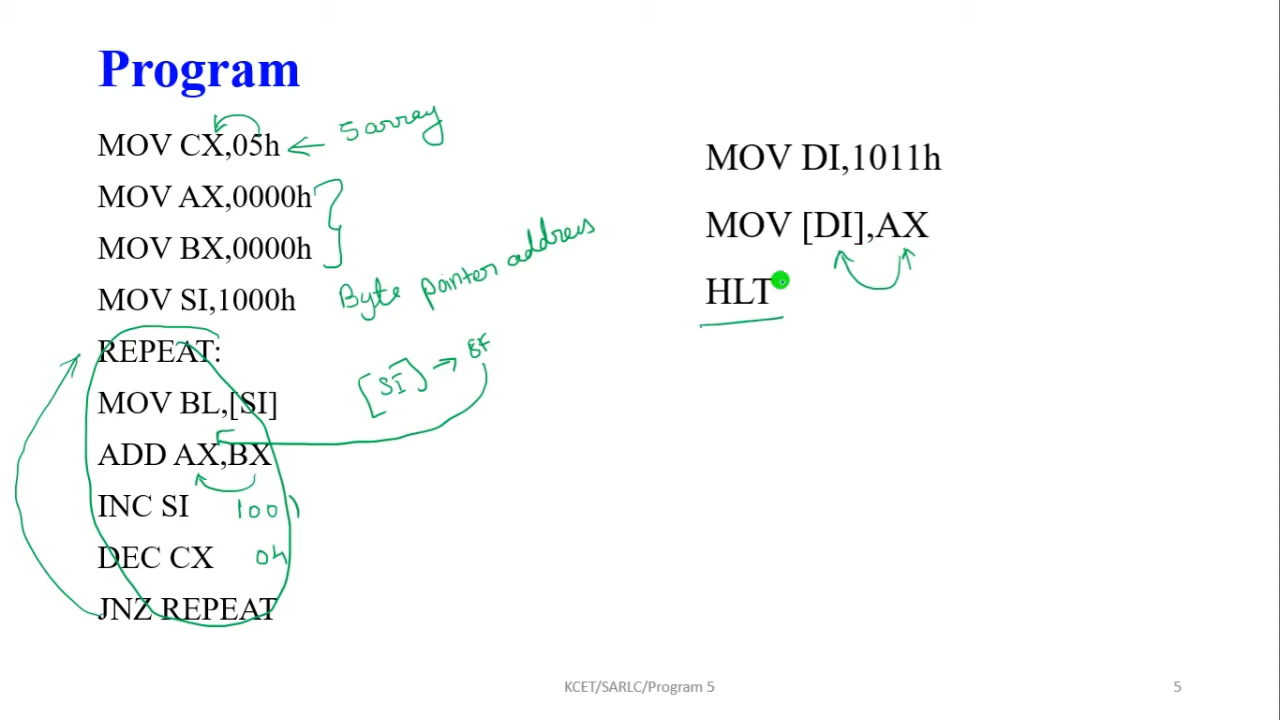 Program
MOV CX,05h
5 array
MOV AX,0000h
MOV BX,0000h
MOV SI,1000h
Byte pointer address
REPEAT:
MOV BL,[SI]
[SI] → BF
ADD AX,BX
INC SI 1001
DEC CX 04
JNZ REPEAT
MOV DI,1011h
MOV [DI],AX
HLT
KCET/SARLC/Program 5
5